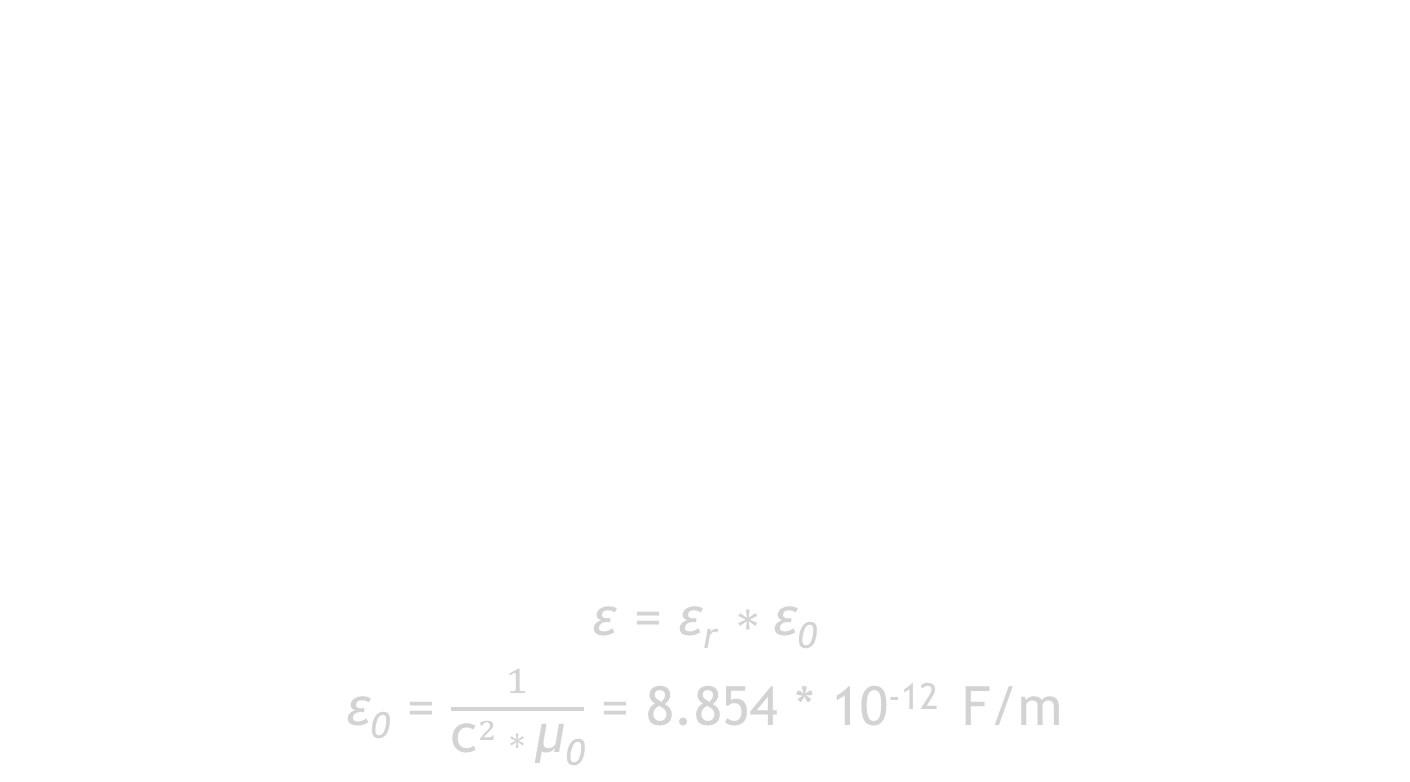 ε = εᵣ * ε₀
ε₀ = 1 / (c² * μ₀) = 8.854 * 10⁻¹² F/m